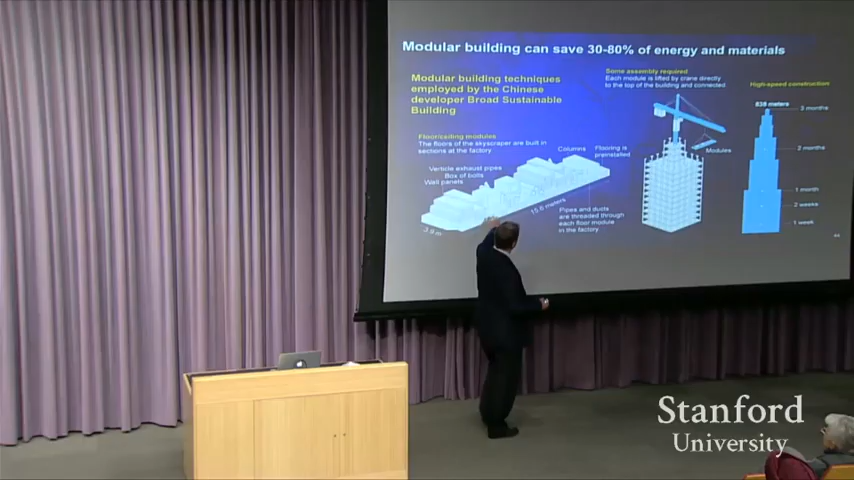 Modular building can save 30-80% of energy and materials
Modular building techniques
employed by the Chinese
developer Broad Sustainable
Building
Floor/ceiling modules
The floors of the skyscraper are built in
sections at the factory
Verticle exhaust pipes
Box of bolts
Wall panels
Columns
Flooring is
preinstalled
3.9 m
15.6 meters
Pipes and ducts
are threaded through
each floor module
in the factory
Some assembly required
Each module is lifted by crane directly
to the top of the building and connected
Modules
High-speed construction
838 meters
3 months
2 months
1 month
2 weeks
1 week
Stanford
University